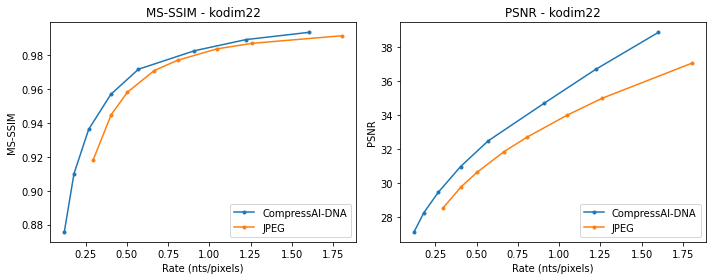 MS-SSIM - kodim22
MS-SSIM
0.98
0.96
0.94
0.92
0.90
0.88
0.25 0.50 0.75 1.00 1.25 1.50 1.75
Rate (nts/pixels)
CompressAI-DNA
JPEG
PSNR - kodim22
PSNR
38
36
34
32
30
28
0.25 0.50 0.75 1.00 1.25 1.50 1.75
Rate (nts/pixels)
CompressAI-DNA
JPEG